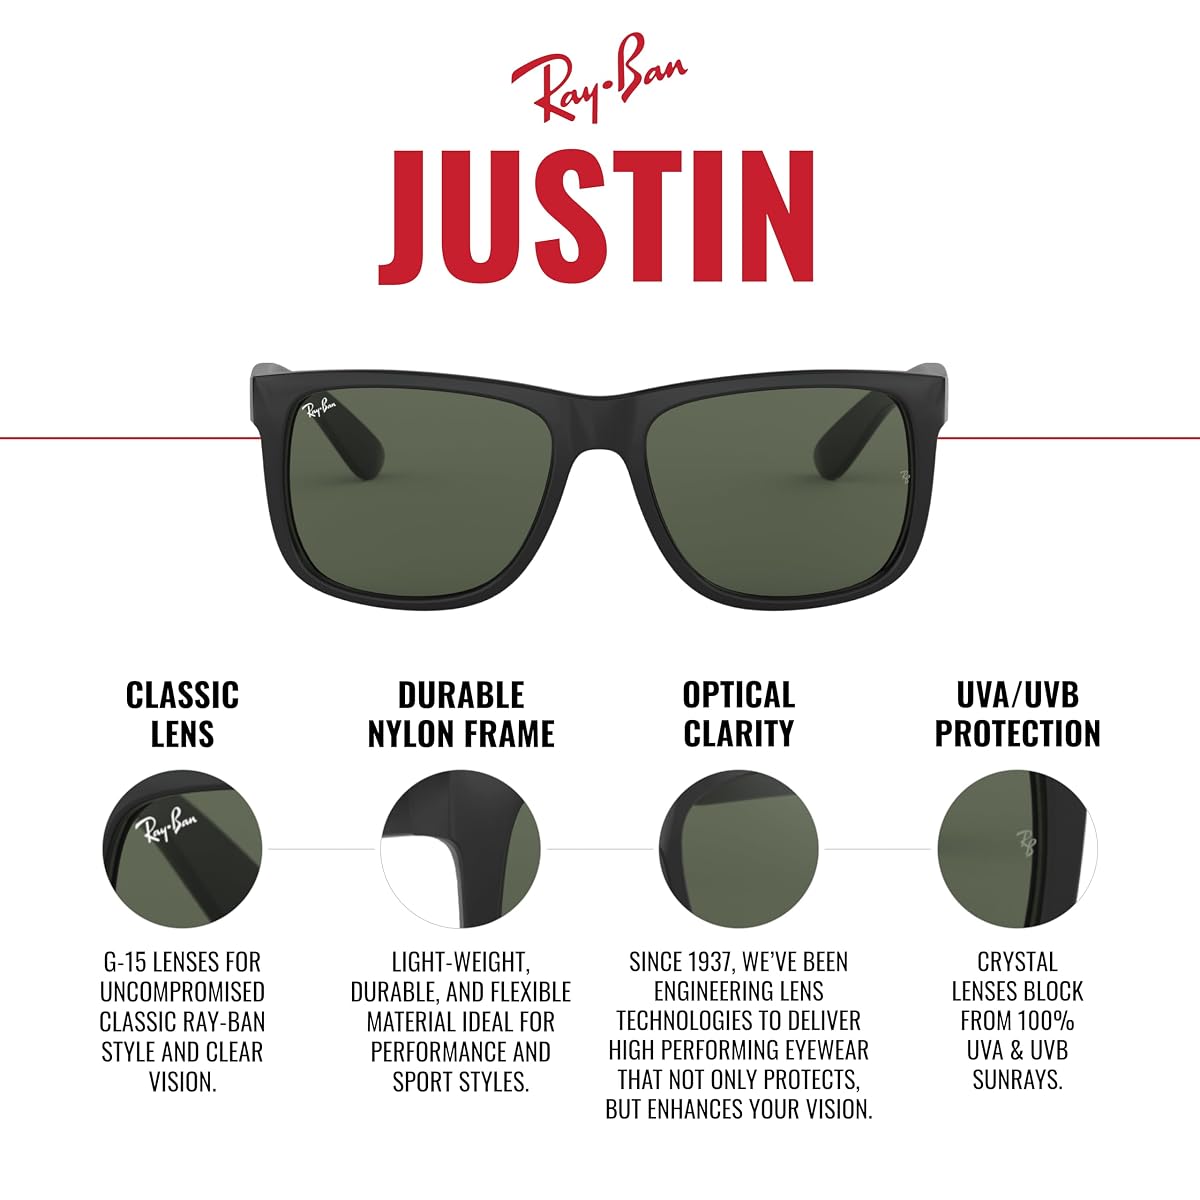 Ray-Ban
JUSTIN
Ray-Ban
RB
CLASSIC
LENS
DURABLE
NYLON FRAME
OPTICAL
CLARITY
UVA/UVB
PROTECTION
Ray-Ban
RB
G-15 LENSES FOR
UNCOMPROMISED
CLASSIC RAY-BAN
STYLE AND CLEAR
VISION.
LIGHT-WEIGHT,
DURABLE, AND FLEXIBLE
MATERIAL IDEAL FOR
PERFORMANCE AND
SPORT STYLES.
SINCE 1937, WE’VE BEEN
ENGINEERING LENS
TECHNOLOGIES TO DELIVER
HIGH PERFORMING EYEWEAR
THAT NOT ONLY PROTECTS,
BUT ENHANCES YOUR VISION.
CRYSTAL
LENSES BLOCK
FROM 100%
UVA & UVB
SUNRAYS.